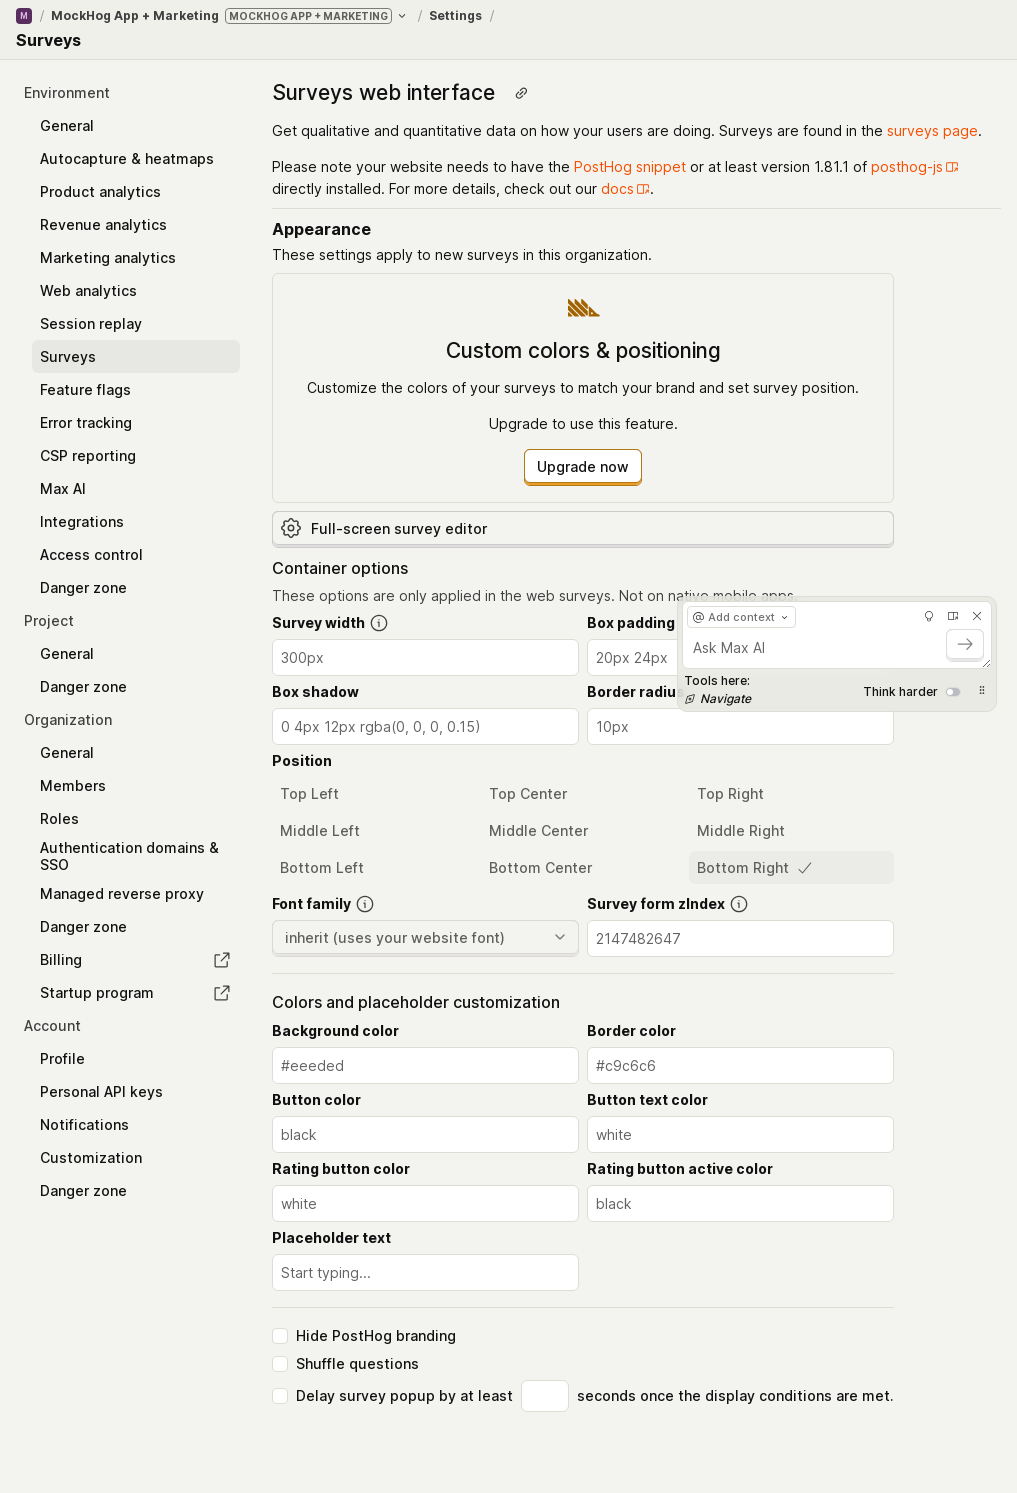 M / MockHog App + Marketing MOCKHOG APP + MARKETING / Settings /
Surveys
Environment
General
Autocapture & heatmaps
Product analytics
Revenue analytics
Marketing analytics
Web analytics
Session replay
Surveys
Feature flags
Error tracking
CSP reporting
Max AI
Integrations
Access control
Danger zone
Project
General
Danger zone
Organization
General
Members
Roles
Authentication domains &
SSO
Managed reverse proxy
Danger zone
Billing
Startup program
Account
Profile
Personal API keys
Notifications
Customization
Danger zone
Surveys web interface
Get qualitative and quantitative data on how your users are doing. Surveys are found in the surveys page.
Please note your website needs to have the PostHog snippet or at least version 1.81.1 of posthog-js
directly installed. For more details, check out our docs.
Appearance
These settings apply to new surveys in this organization.
Custom colors & positioning
Customize the colors of your surveys to match your brand and set survey position.
Upgrade to use this feature.
Upgrade now
Full-screen survey editor
Container options
These options are only applied in the web surveys. Not on native mobile apps.
Survey width
Box padding
300px
20px 24px
Box shadow
Border radius
0 4px 12px rgba(0, 0, 0, 0.15)
10px
@ Add context
Ask Max AI
Tools here:
Navigate
Think harder
Position
Top Left
Top Center
Top Right
Middle Left
Middle Center
Middle Right
Bottom Left
Bottom Center
Bottom Right
Font family
Survey form zIndex
inherit (uses your website font)
2147482647
Colors and placeholder customization
Background color
Border color
#eeeded
#c9c6c6
Button color
Button text color
black
white
Rating button color
Rating button active color
white
black
Placeholder text
Start typing...
Hide PostHog branding
Shuffle questions
Delay survey popup by at least seconds once the display conditions are met.